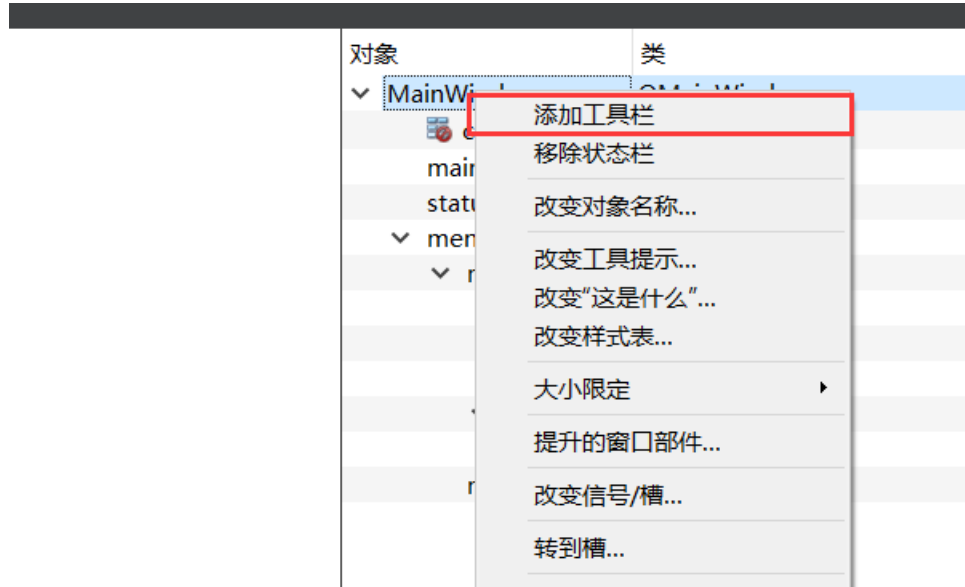 对象 类
添加工具栏
移除状态栏
改变对象名称...
改变工具提示...
改变“这是什么”...
改变样式表...
大小限定
提升的窗口部件...
改变信号/槽...
转到槽...